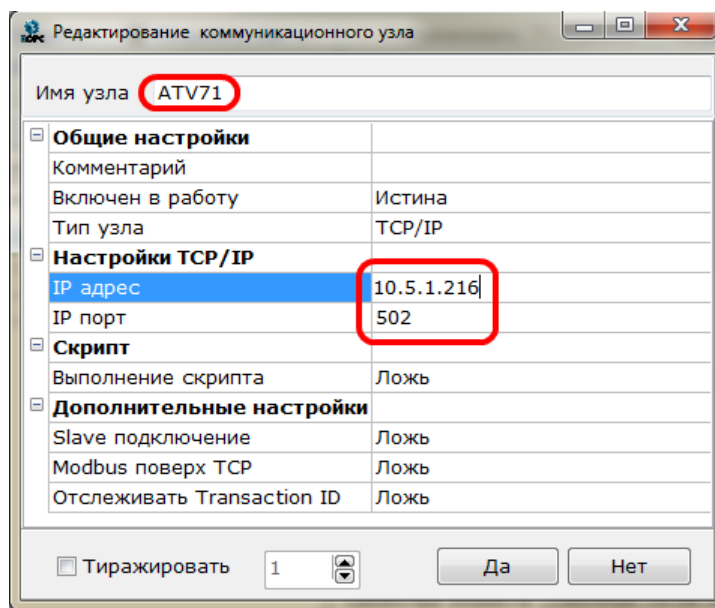 Редактирование коммуникационного узла
Имя узла ATV71
Общие настройки
Комментарий
Включен в работу Истина
Тип узла TCP/IP
Настройки TCP/IP
IP адрес 10.5.1.216
IP порт 502
Скрипт
Выполнение скрипта Ложь
Дополнительные настройки
Slave подключение Ложь
Modbus поверх TCP Ложь
Отслеживать Transaction ID Ложь
Тиражировать 1 Да Нет